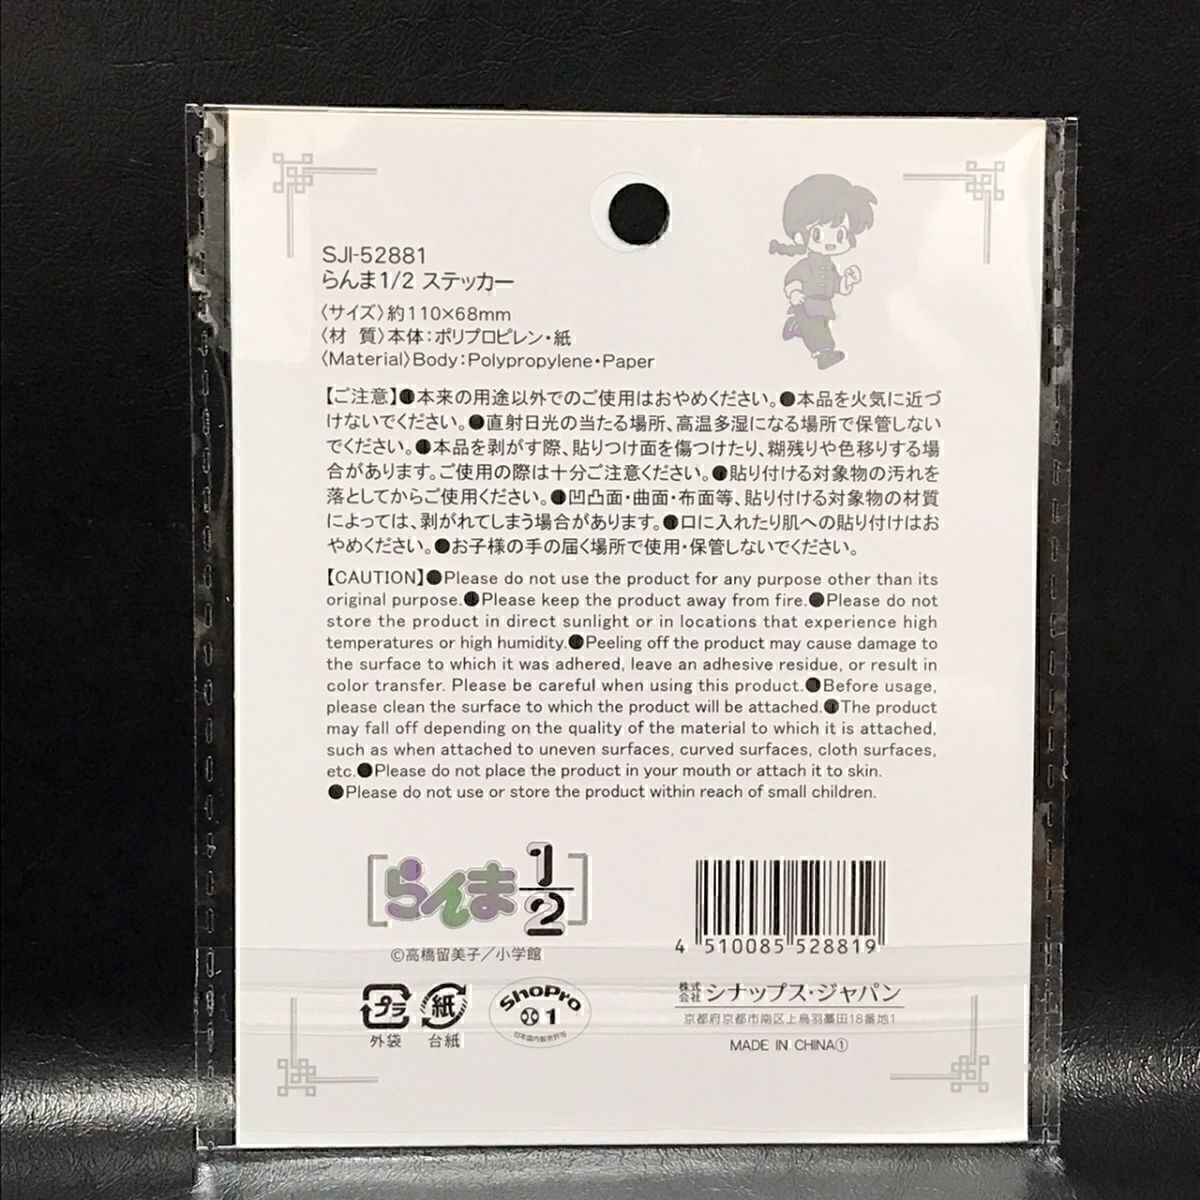 SJI-52881
らんま1/2 ステッカー
〈サイズ〉約110×68mm
〈材 質〉本体:ポリプロピレン・紙
〈Material〉Body:Polypropylene・Paper
【ご注意】●本来の用途以外でのご使用はおやめください。●本品を火気に近づ
けないでください。●直射日光の当たる場所、高温多湿になる場所で保管しない
でください。●本品を剥がす際、貼りつけ面を傷つけたり、糊残りや色移りする場
合があります。ご使用の際は十分ご注意ください。●貼り付ける対象物の汚れを
落としてからご使用ください。●凹凸面・曲面・布面等、貼り付ける対象物の材質
によっては、剥がれてしまう場合があります。●口に入れたり肌への貼り付けはお
やめください。●お子様の手の届く場所で使用・保管しないでください。
【CAUTION】●Please do not use the product for any purpose other than its
original purpose.●Please keep the product away from fire.●Please do not
store the product in direct sunlight or in locations that experience high
temperatures or high humidity.●Peeling off the product may cause damage to
the surface to which it was adhered, leave an adhesive residue, or result in
color transfer. Please be careful when using this product.●Before usage,
please clean the surface to which the product will be attached.●The product
may fall off depending on the quality of the material to which it is attached,
such as when attached to uneven surfaces, curved surfaces, cloth surfaces,
etc.●Please do not place the product in your mouth or attach it to skin.
●Please do not use or store the product within reach of small children.
[らんま1/2]
©高橋留美子/小学館
4 510085 528819
プラ
外袋
紙
台紙
ShoPro
1
日本国内販売許可
株式会社 シナップス・ジャパン
京都府京都市南区上鳥羽藁田18番地1
MADE IN CHINA①